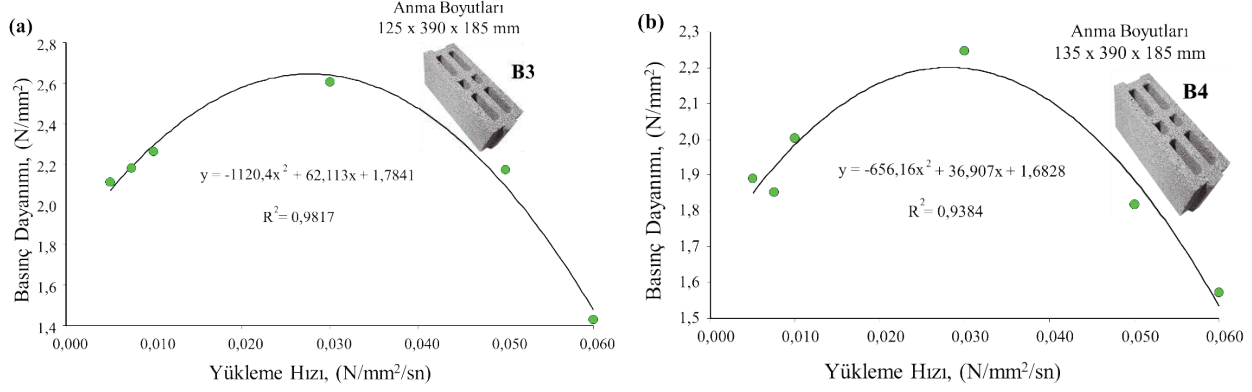 (a)
Anma Boyutları
125 x 390 x 185 mm
B3
2,8
2,6
2,4
2,2
2,0
1,8
1,6
1,4
Basınç Dayanımı, (N/mm²)
y = -1120,4x² + 62,113x + 1,7841
R²= 0,9817
0,000 0,010 0,020 0,030 0,040 0,050 0,060
Yükleme Hızı, (N/mm²/sn)
(b)
Anma Boyutları
135 x 390 x 185 mm
B4
2,3
2,2
2,1
2,0
1,9
1,8
1,7
1,6
1,5
Basınç Dayanımı, (N/mm²)
y = -656,16x² + 36,907x + 1,6828
R²= 0,9384
0,000 0,010 0,020 0,030 0,040 0,050 0,060
Yükleme Hızı, (N/mm²/sn)